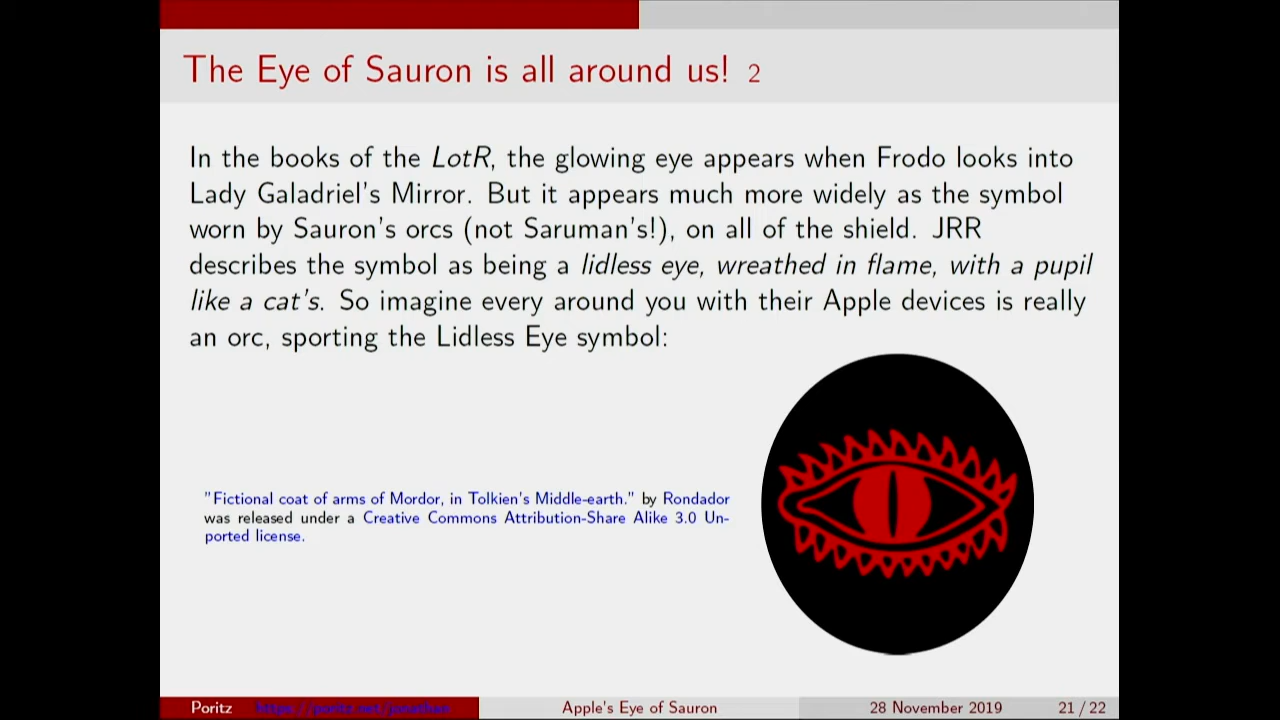 The Eye of Sauron is all around us! 2
In the books of the LotR, the glowing eye appears when Frodo looks into
Lady Galadriel's Mirror. But it appears much more widely as the symbol
worn by Sauron's orcs (not Saruman's!), on all of the shield. JRR
describes the symbol as being a lidless eye, wreathed in flame, with a pupil
like a cat's. So imagine every around you with their Apple devices is really
an orc, sporting the Lidless Eye symbol:
"Fictional coat of arms of Mordor, in Tolkien's Middle-earth." by Rondador
was released under a Creative Commons Attribution-Share Alike 3.0 Un-
ported license.
Poritz https://poritz.net/jonathan Apple's Eye of Sauron 28 November 2019 21 / 22